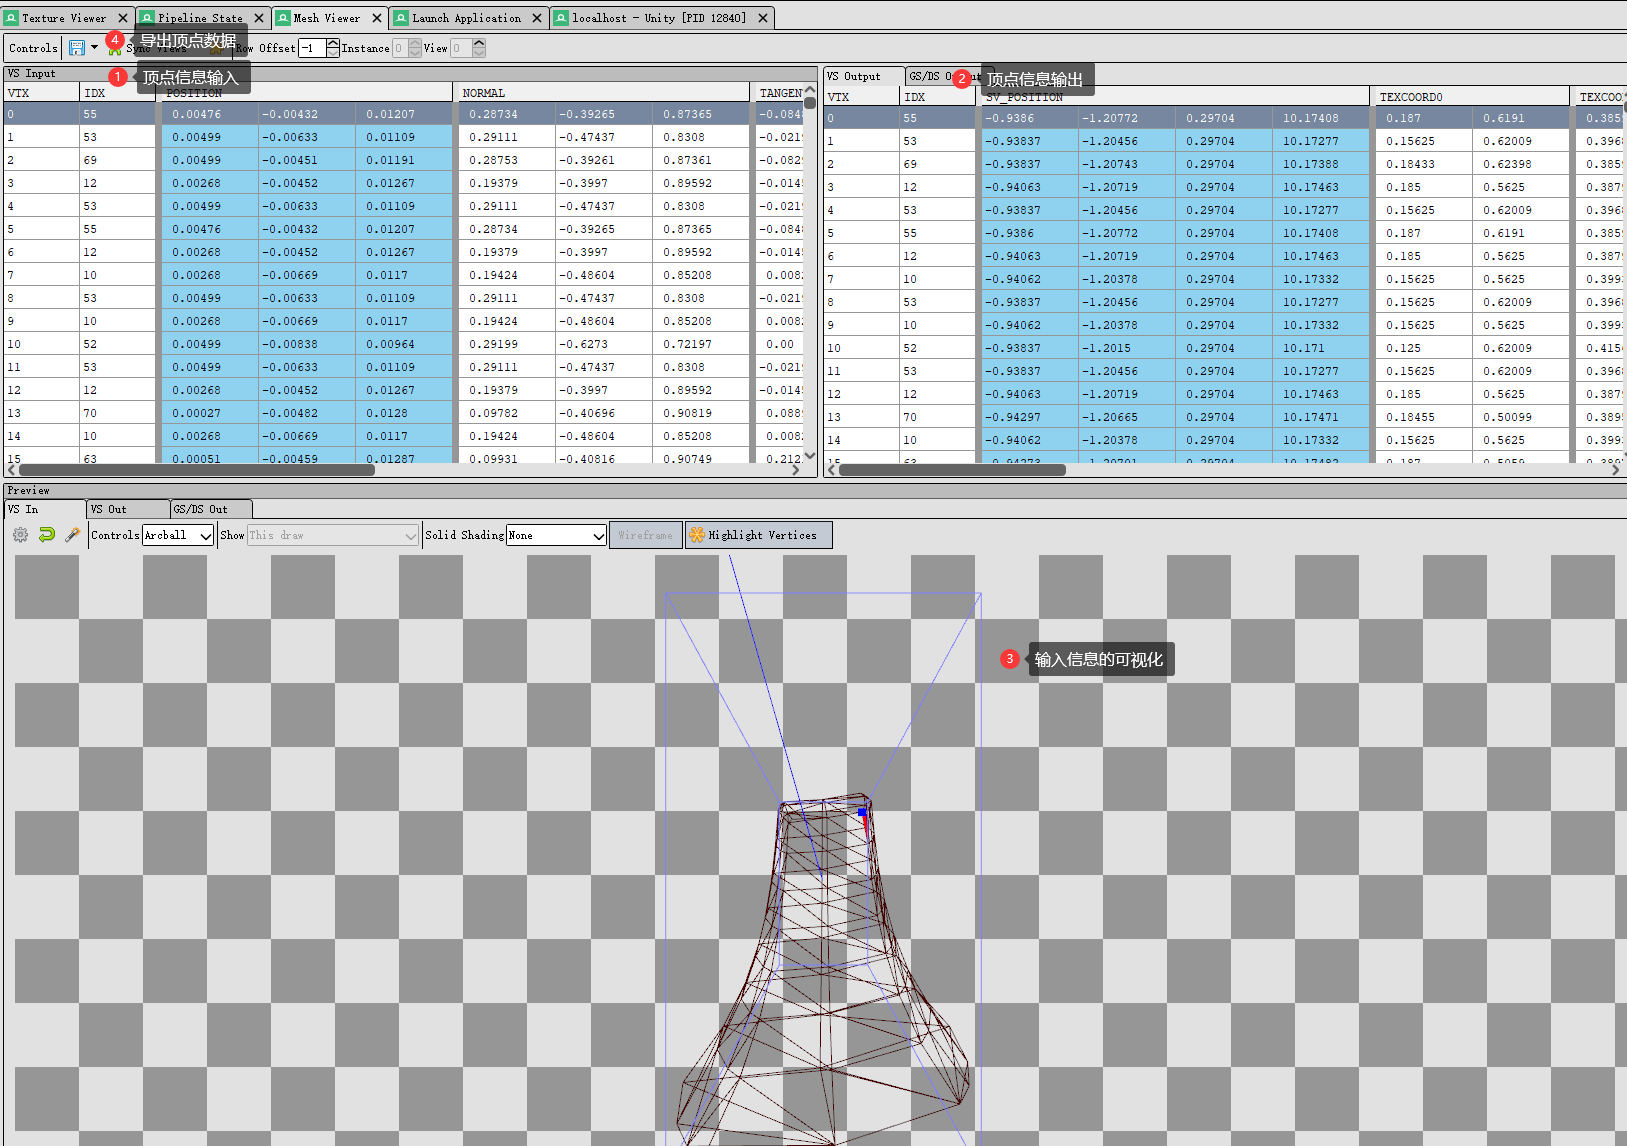 Texture Viewer Pipeline State Mesh Viewer Launch Application localhost - Unity [PID 12840]
Controls 4 导出顶点数据 Sync Views Row Offset -1 Instance 0 View 0
VS Input 1 顶点信息输入
VTX IDX POSITION NORMAL TANGEN
0 55 0.00476 -0.00432 0.01207 0.28734 -0.39265 0.87365 -0.084
1 53 0.00499 -0.00633 0.01109 0.29111 -0.47437 0.8308 -0.021
2 69 0.00499 -0.00451 0.01191 0.28753 -0.39261 0.87361 -0.082
3 12 0.00268 -0.00452 0.01267 0.19379 -0.3997 0.89592 -0.014
4 53 0.00499 -0.00633 0.01109 0.29111 -0.47437 0.8308 -0.021
5 55 0.00476 -0.00432 0.01207 0.28734 -0.39265 0.87365 -0.084
6 12 0.00268 -0.00452 0.01267 0.19379 -0.3997 0.89592 -0.014
7 10 0.00268 -0.00669 0.0117 0.19424 -0.48604 0.85208 0.008
8 53 0.00499 -0.00633 0.01109 0.29111 -0.47437 0.8308 -0.021
9 10 0.00268 -0.00669 0.0117 0.19424 -0.48604 0.85208 0.008
10 52 0.00499 -0.00838 0.00964 0.29199 -0.6273 0.72197 0.00
11 53 0.00499 -0.00633 0.01109 0.29111 -0.47437 0.8308 -0.021
12 12 0.00268 -0.00452 0.01267 0.19379 -0.3997 0.89592 -0.014
13 70 0.00027 -0.00482 0.0128 0.09782 -0.40696 0.90819 0.088
14 10 0.00268 -0.00669 0.0117 0.19424 -0.48604 0.85208 0.008
15 63 0.00051 -0.00459 0.01287 0.09931 -0.40816 0.90749 0.212
VS Output GS/DS Output 2 顶点信息输出
VTX IDX SV_POSITION TEXCOORD0 TEXCOO
0 55 -0.9386 -1.20772 0.29704 10.17408 0.187 0.6191 0.385
1 53 -0.93837 -1.20456 0.29704 10.17277 0.15625 0.62009 0.396
2 69 -0.93837 -1.20743 0.29704 10.17388 0.18433 0.62398 0.385
3 12 -0.94063 -1.20719 0.29704 10.17463 0.185 0.5625 0.387
4 53 -0.93837 -1.20456 0.29704 10.17277 0.15625 0.62009 0.396
5 55 -0.9386 -1.20772 0.29704 10.17408 0.187 0.6191 0.385
6 12 -0.94063 -1.20719 0.29704 10.17463 0.185 0.5625 0.387
7 10 -0.94062 -1.20378 0.29704 10.17332 0.15625 0.5625 0.399
8 53 -0.93837 -1.20456 0.29704 10.17277 0.15625 0.62009 0.396
9 10 -0.94062 -1.20378 0.29704 10.17332 0.15625 0.5625 0.399
10 52 -0.93837 -1.2015 0.29704 10.171 0.125 0.62009 0.415
11 53 -0.93837 -1.20456 0.29704 10.17277 0.15625 0.62009 0.396
12 12 -0.94063 -1.20719 0.29704 10.17463 0.185 0.5625 0.387
13 70 -0.94297 -1.20665 0.29704 10.17471 0.18455 0.50099 0.389
14 10 -0.94062 -1.20378 0.29704 10.17332 0.15625 0.5625 0.399
Preview
VS In VS Out GS/DS Out
Controls Arcball Show This draw Solid Shading None Wireframe Highlight Vertices
3 输入信息的可视化